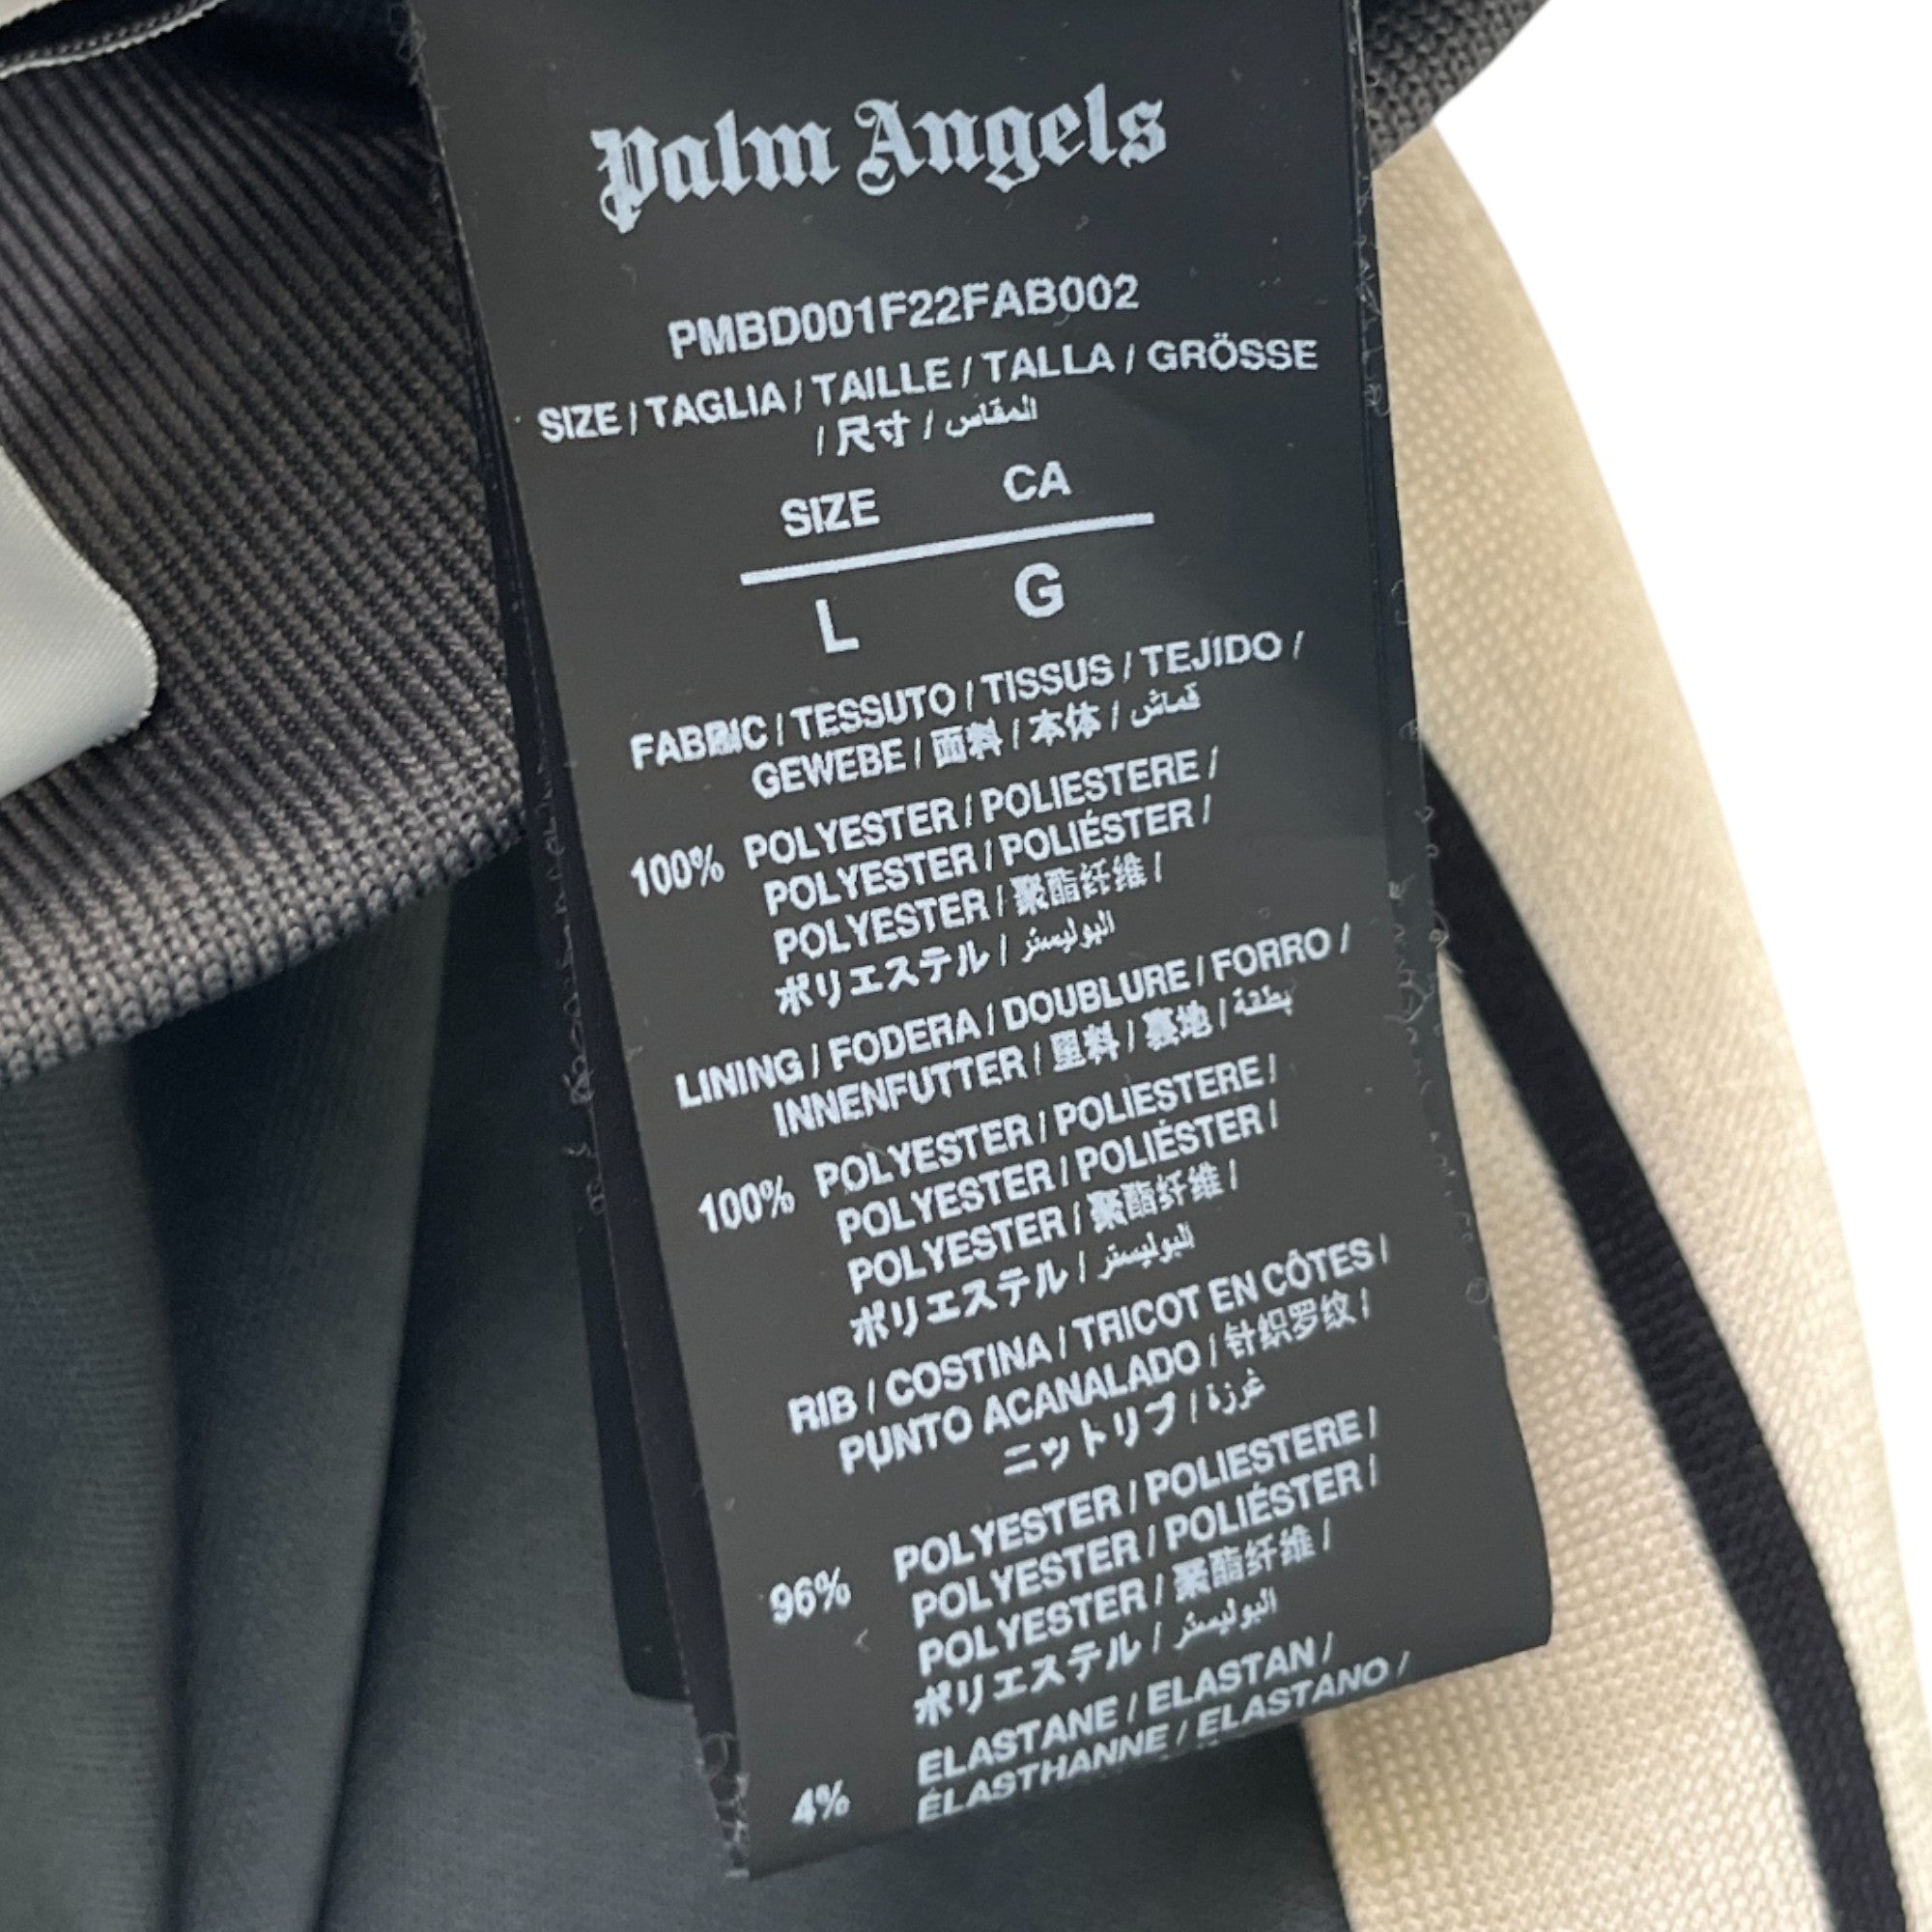 Palm Angels
PMBD001F22FAB002
SIZE / TAGLIA / TAILLE / TALLA / GRÖSSE
/ 尺寸 / المقاس
SIZE CA
L G
FABRIC / TESSUTO / TISSUS / TEJIDO /
GEWEBE / 面料 / 本体 / قماش
100% POLYESTER / POLIESTERE /
POLYESTER / POLIÉSTER /
POLYESTER / 聚酯纤维 /
ポリエステル / البوليستر
LINING / FODERA / DOUBLURE / FORRO /
INNENFUTTER / 里料 / 裏地 / بطقة
100% POLYESTER / POLIESTERE /
POLYESTER / POLIÉSTER /
POLYESTER / 聚酯纤维 /
ポリエステル / البوليستر
RIB / COSTINA / TRICOT EN CÔTES /
PUNTO ACANALADO / 针织罗纹 /
ニットリブ / غرزة
96% POLYESTER / POLIESTERE /
POLYESTER / POLIÉSTER /
POLYESTER / 聚酯纤维 /
ポリエステル / البوليستر
4% ELASTANE / ELASTAN /
ÉLASTHANNE / ELASTANO /